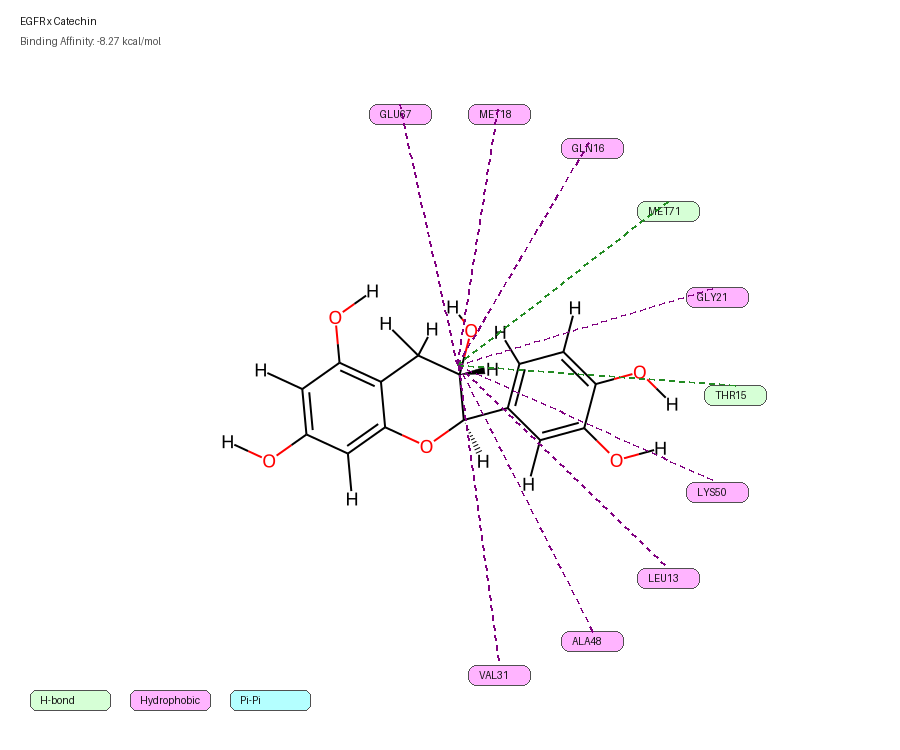 EGFR x Catechin
Binding Affinity: -8.27 kcal/mol
GLU67
MET18
GLN16
MET71
GLY21
THR15
LYS50
LEU13
ALA48
VAL31
H
O
H
H
H
O
H
H
H
H
O
H
H
H
O
H
O
O
H
H
H
H-bond
Hydrophobic
Pi-Pi